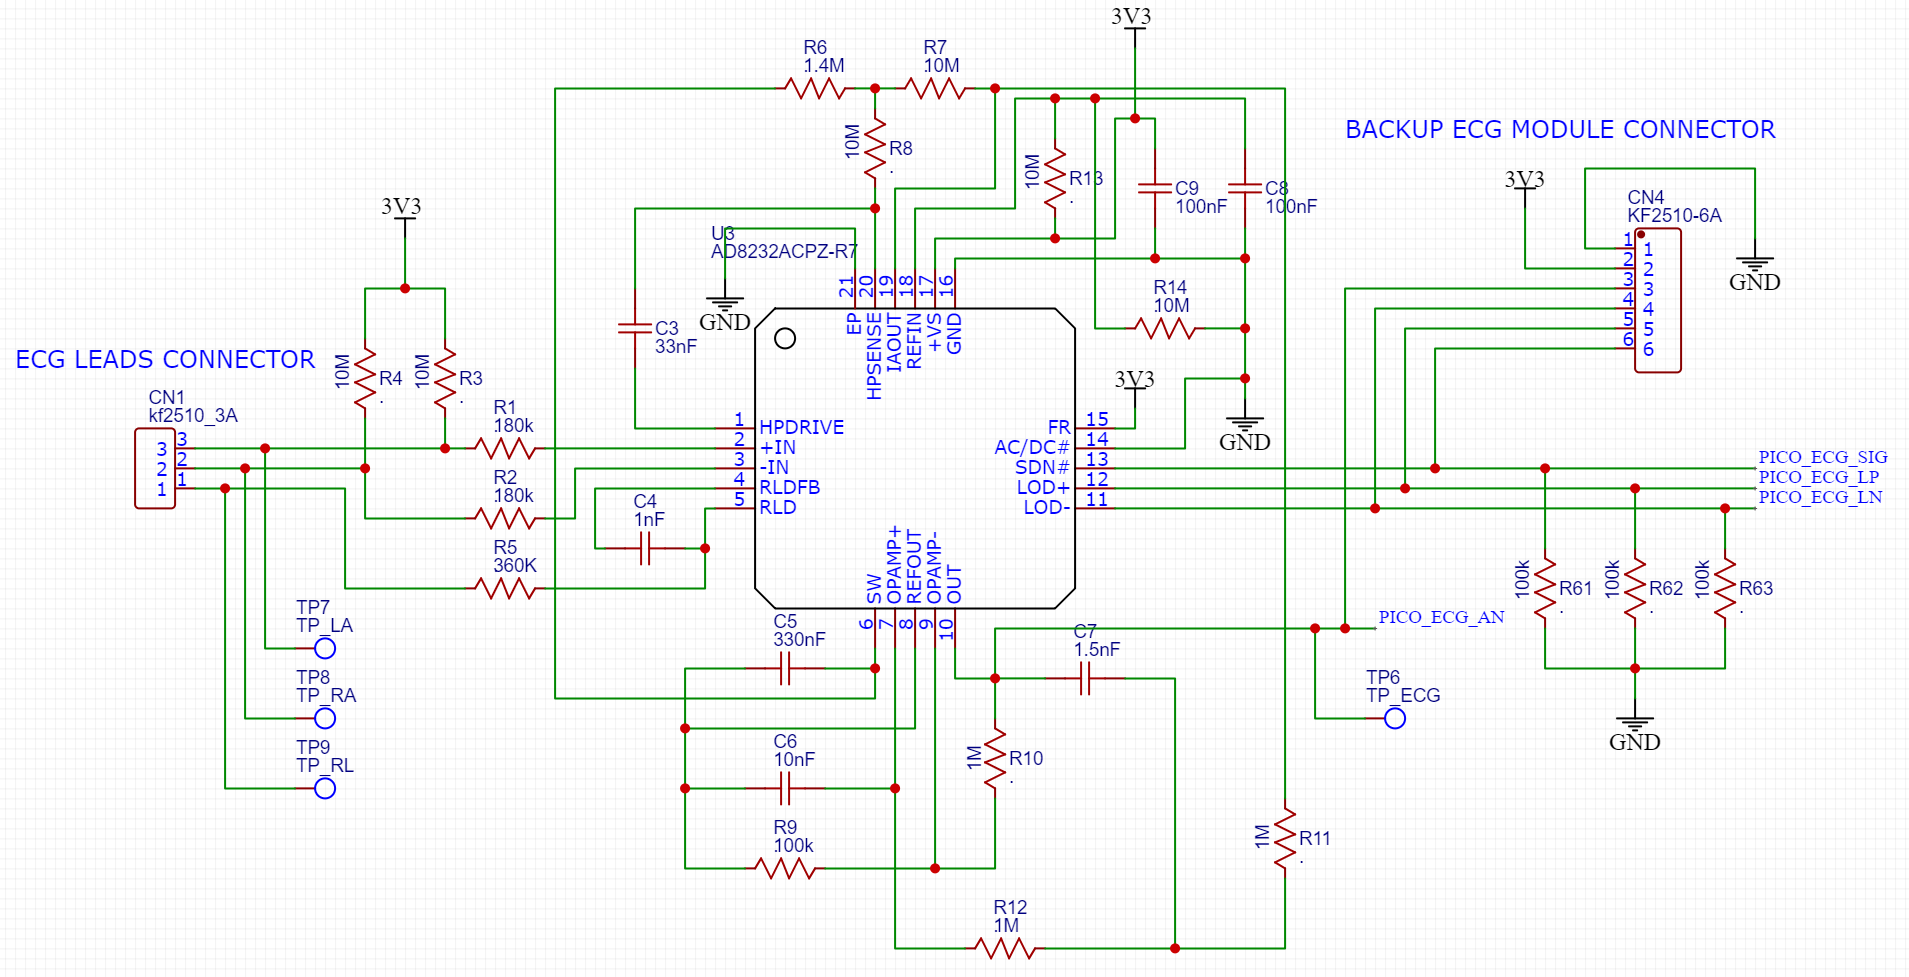 3V3
R6
1.4M
R7
10M
10M
R8
.
10M
R13
.
C9
100nF
C8
100nF
BACKUP ECG MODULE CONNECTOR
3V3
CN4
KF2510-6A
1
2
3
4
5
6
1
2
3
4
5
6
GND
3V3
U3
AD8232ACPZ-R7
GND
21
20
19
18
17
16
EP
HPSENSE
IAOUT
REFIN
+VS
GND
C3
33nF
R14
10M
ECG LEADS CONNECTOR
CN1
kf2510_3A
3
2
1
3
2
1
10M
R4
.
10M
R3
.
R1
180k
R2
180k
R5
360K
C4
1nF
1
2
3
4
5
HPDRIVE
+IN
-IN
RLDFB
RLD
3V3
FR
AC/DC#
SDN#
LOD+
LOD-
15
14
13
12
11
GND
PICO_ECG_SIG
PICO_ECG_LP
PICO_ECG_LN
SW
OPAMP+
REFOUT
OPAMP-
OUT
6
7
8
9
10
100k
R61
.
100k
R62
.
100k
R63
.
GND
TP7
TP_LA
TP8
TP_RA
TP9
TP_RL
C5
330nF
C7
1.5nF
PICO_ECG_AN
TP6
TP_ECG
C6
10nF
1M
R10
.
R9
100k
1M
R11
.
R12
1M